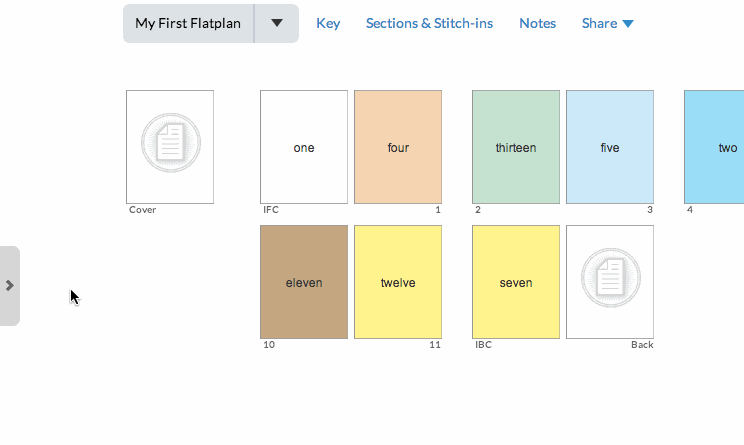 My First Flatplan Key Sections & Stitch-ins Notes Share
one four thirteen five two
Cover IFC 1 2 3 4
eleven twelve seven
10 11 IBC Back